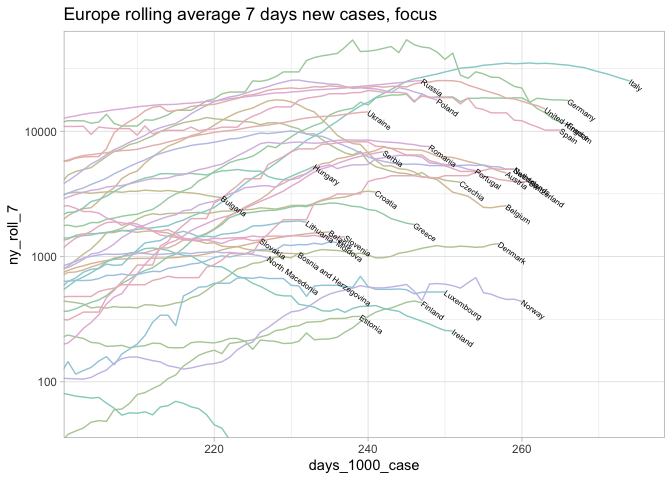 Europe rolling average 7 days new cases, focus
ny_roll_7
10000
1000
100
Italy
Russia
Poland
Germany
United Kingdom
Spain
Ukraine
Serbia
Romania
Hungary
Portugal
Austria
Czechia
Belgium
Croatia
Bulgaria
Greece
Lithuania
Slovenia
Moldova
Slovakia
Denmark
North Macedonia
Bosnia and Herzegovina
Luxembourg
Norway
Finland
Estonia
Ireland
220
240
260
days_1000_case